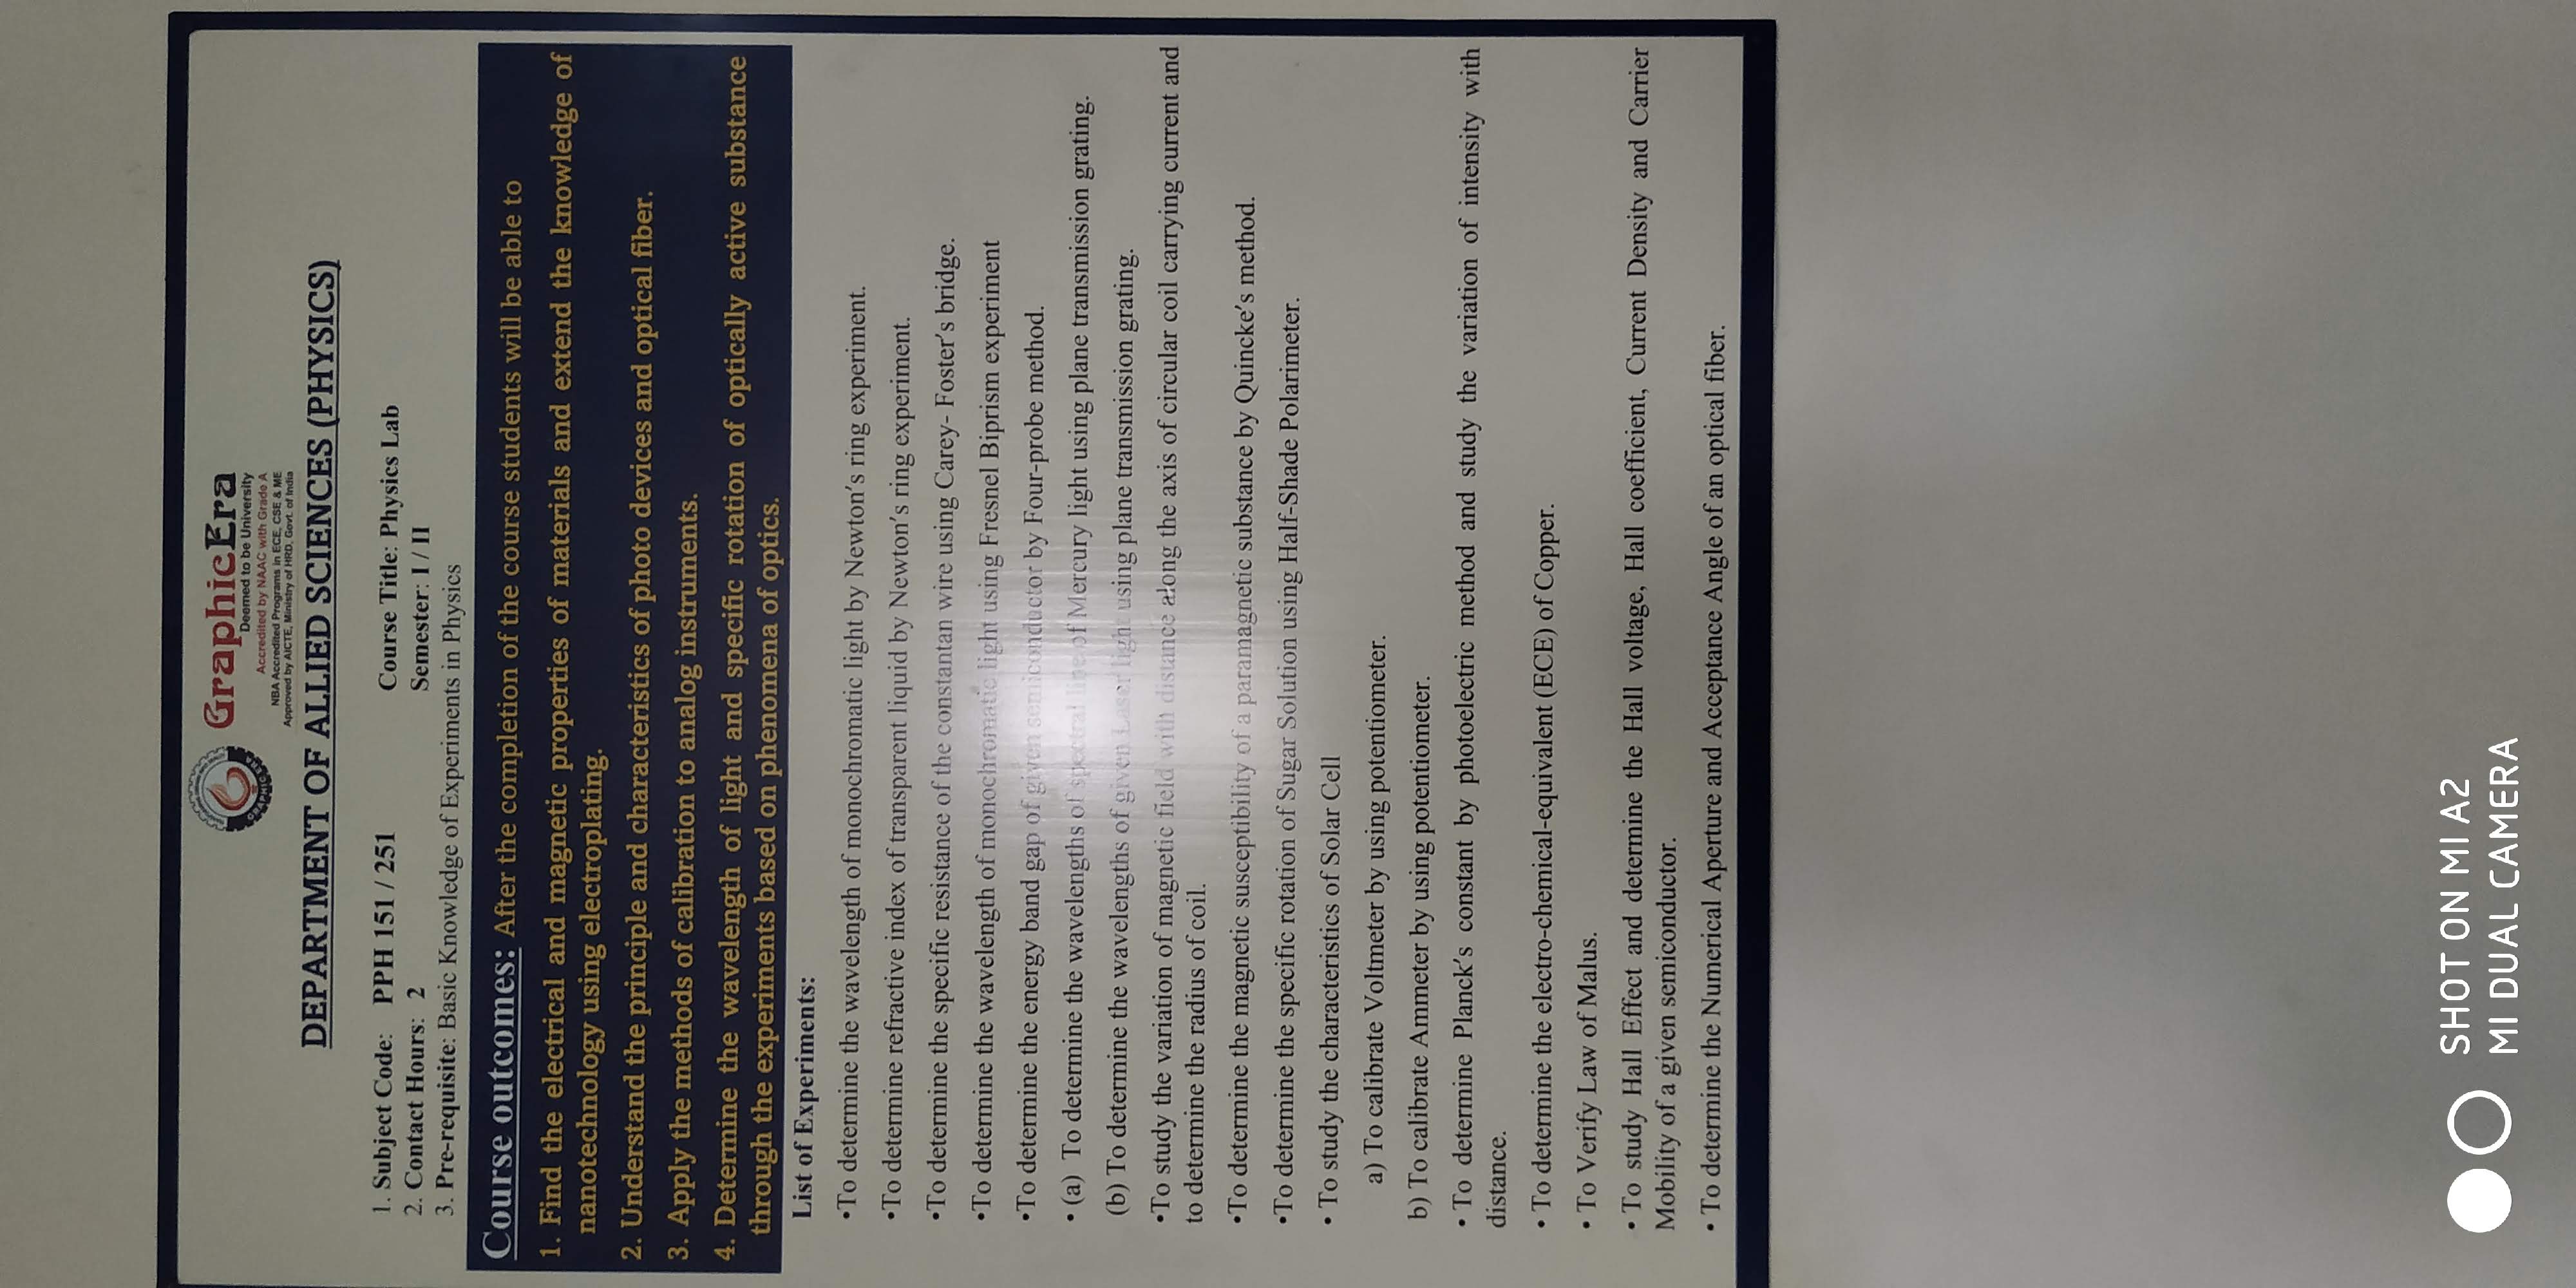 GraphicEra
Deemed to be University
Accredited by NAAC with Grade A
NBA Accredited Programs in ECE, CSE & ME
Approved by AICTE, Ministry of HRD, Govt. of India
GRAPHIC ERA
DEPARTMENT OF ALLIED SCIENCES (PHYSICS)
1. Subject Code: PPH 151 / 251 Course Title: Physics Lab
2. Contact Hours: 2 Semester: I / II
3. Pre-requisite: Basic Knowledge of Experiments in Physics
Course outcomes: After the completion of the course students will be able to
1. Find the electrical and magnetic properties of materials and extend the knowledge of
nanotechnology using electroplating.
2. Understand the principle and characteristics of photo devices and optical fiber.
3. Apply the methods of calibration to analog instruments.
4. Determine the wavelength of light and specific rotation of optically active substance
through the experiments based on phenomena of optics.
List of Experiments:
•To determine the wavelength of monochromatic light by Newton's ring experiment.
•To determine refractive index of transparent liquid by Newton's ring experiment.
•To determine the specific resistance of the constantan wire using Carey- Foster's bridge.
•To determine the wavelength of monochromatic light using Fresnel Biprism experiment
•To determine the energy band gap of given semiconductor by Four-probe method.
• (a) To determine the wavelengths of spectral line of Mercury light using plane transmission grating.
(b) To determine the wavelengths of given Laser light using plane transmission grating.
•To study the variation of magnetic field with distance along the axis of circular coil carrying current and
to determine the radius of coil.
•To determine the magnetic susceptibility of a paramagnetic substance by Quincke's method.
•To determine the specific rotation of Sugar Solution using Half-Shade Polarimeter.
• To study the characteristics of Solar Cell
a) To calibrate Voltmeter by using potentiometer.
b) To calibrate Ammeter by using potentiometer.
• To determine Planck's constant by photoelectric method and study the variation of intensity with
distance.
• To determine the electro-chemical-equivalent (ECE) of Copper.
• To Verify Law of Malus.
• To study Hall Effect and determine the Hall voltage, Hall coefficient, Current Density and Carrier
Mobility of a given semiconductor.
• To determine the Numerical Aperture and Acceptance Angle of an optical fiber.
SHOT ON MI A2
MI DUAL CAMERA